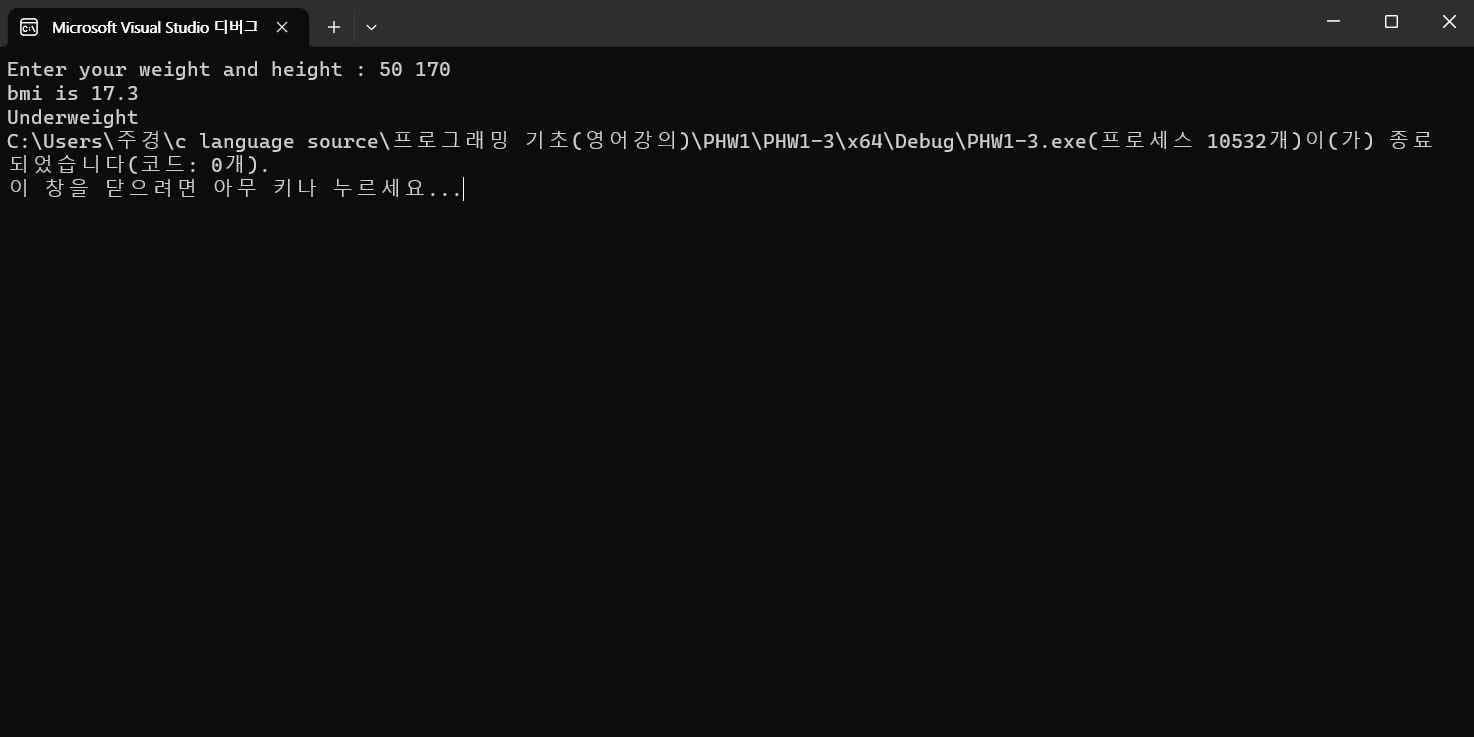 Microsoft Visual Studio 디버그
Enter your weight and height : 50 170
bmi is 17.3
Underweight
C:\Users\주경\c language source\프로그래밍 기초(영어강의)\PHW1\PHW1-3\x64\Debug\PHW1-3.exe(프로세스 10532개)이(가) 종료
되었습니다(코드: 0개).
이 창을 닫으려면 아무 키나 누르세요...